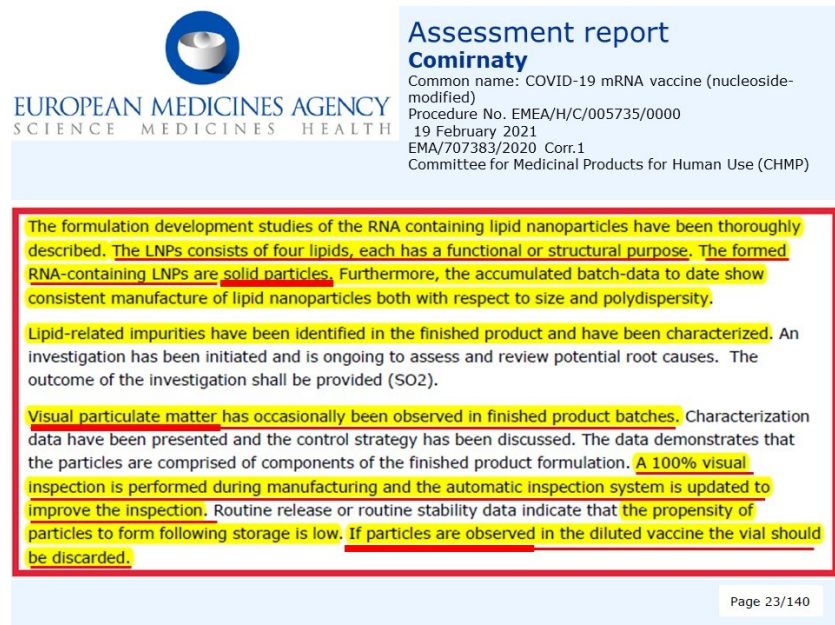 EUROPEAN MEDICINES AGENCY
SCIENCE MEDICINES HEALTH
Assessment report
Comirnaty
Common name: COVID-19 mRNA vaccine (nucleoside-
modified)
Procedure No. EMEA/H/C/005735/0000
19 February 2021
EMA/707383/2020 Corr.1
Committee for Medicinal Products for Human Use (CHMP)
The formulation development studies of the RNA containing lipid nanoparticles have been thoroughly
described. The LNPs consists of four lipids, each has a functional or structural purpose. The formed
RNA-containing LNPs are solid particles. Furthermore, the accumulated batch-data to date show
consistent manufacture of lipid nanoparticles both with respect to size and polydispersity.
Lipid-related impurities have been identified in the finished product and have been characterized. An
investigation has been initiated and is ongoing to assess and review potential root causes. The
outcome of the investigation shall be provided (SO2).
Visual particulate matter has occasionally been observed in finished product batches. Characterization
data have been presented and the control strategy has been discussed. The data demonstrates that
the particles are comprised of components of the finished product formulation. A 100% visual
inspection is performed during manufacturing and the automatic inspection system is updated to
improve the inspection. Routine release or routine stability data indicate that the propensity of
particles to form following storage is low. If particles are observed in the diluted vaccine the vial should
be discarded.
Page 23/140